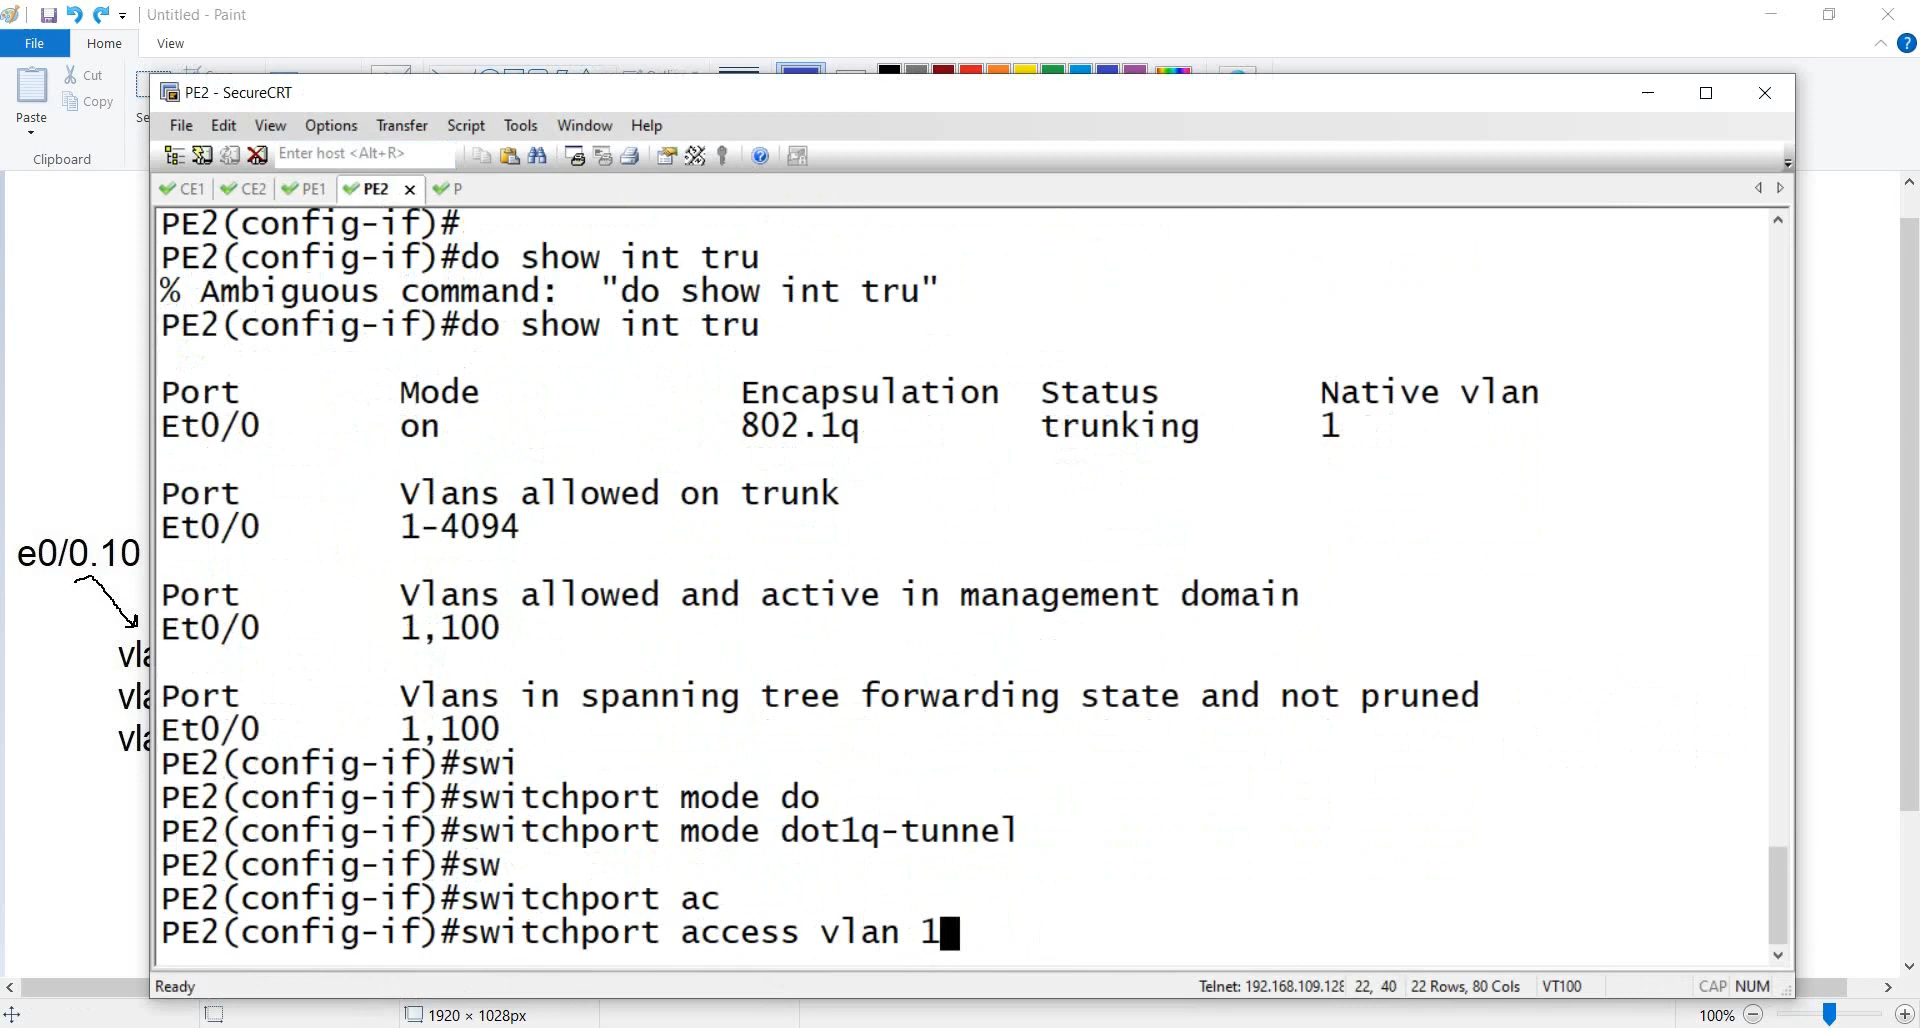 Untitled - Paint
File Home View
Cut
Copy
Paste
Clipboard
PE2 - SecureCRT
File Edit View Options Transfer Script Tools Window Help
Enter host <Alt+R>
CE1 CE2 PE1 PE2 P
PE2(config-if)#
PE2(config-if)#do show int tru
% Ambiguous command:  "do show int tru"
PE2(config-if)#do show int tru
Port Mode Encapsulation Status Native vlan
Et0/0 on 802.1q trunking 1
Port Vlans allowed on trunk
Et0/0 1-4094
e0/0.10
Port Vlans allowed and active in management domain
Et0/0 1,100
Port Vlans in spanning tree forwarding state and not pruned
Et0/0 1,100
PE2(config-if)#swi
PE2(config-if)#switchport mode do
PE2(config-if)#switchport mode dot1q-tunnel
PE2(config-if)#sw
PE2(config-if)#switchport ac
PE2(config-if)#switchport access vlan 1
Ready Telnet: 192.168.109.128 22, 40 22 Rows, 80 Cols VT100 CAP NUM
1920 × 1028px 100%